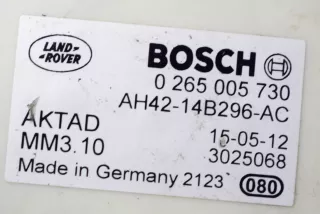 LAND-
ROVER
BOSCH
0 265 005 730
AH42-14B296-AC
AKTAD
15-05-12
MM3.10
3025068
Made in Germany 2123
080